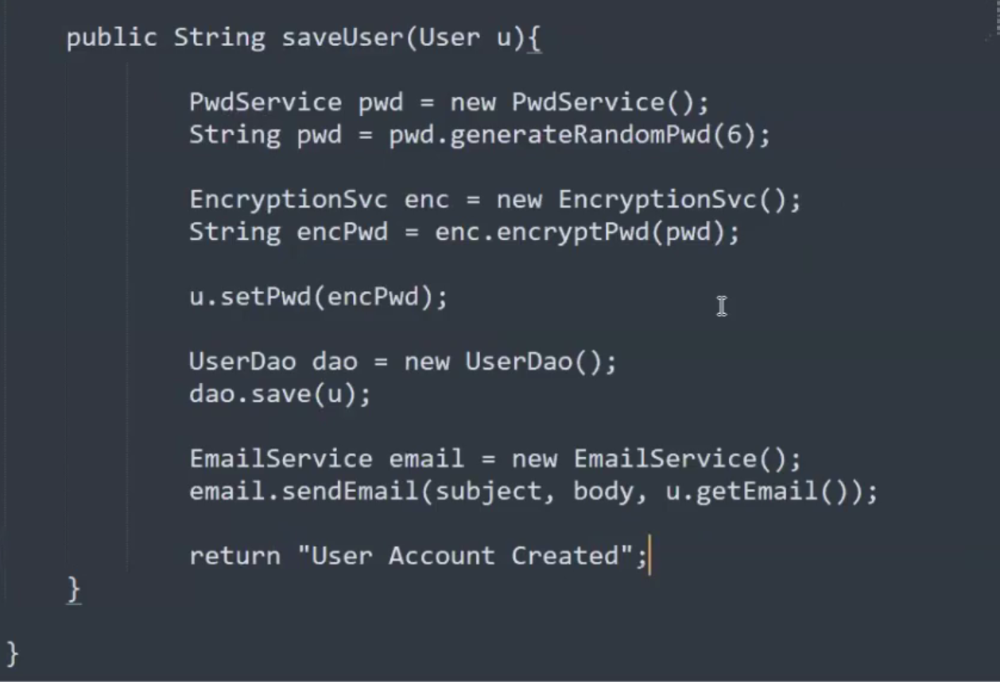 public String saveUser(User u){
PwdService pwd = new PwdService();
String pwd = pwd.generateRandomPwd(6);
EncryptionSvc enc = new EncryptionSvc();
String encPwd = enc.encryptPwd(pwd);
u.setPwd(encPwd);
UserDao dao = new UserDao();
dao.save(u);
EmailService email = new EmailService();
email.sendEmail(subject, body, u.getEmail());
return "User Account Created";
}
}